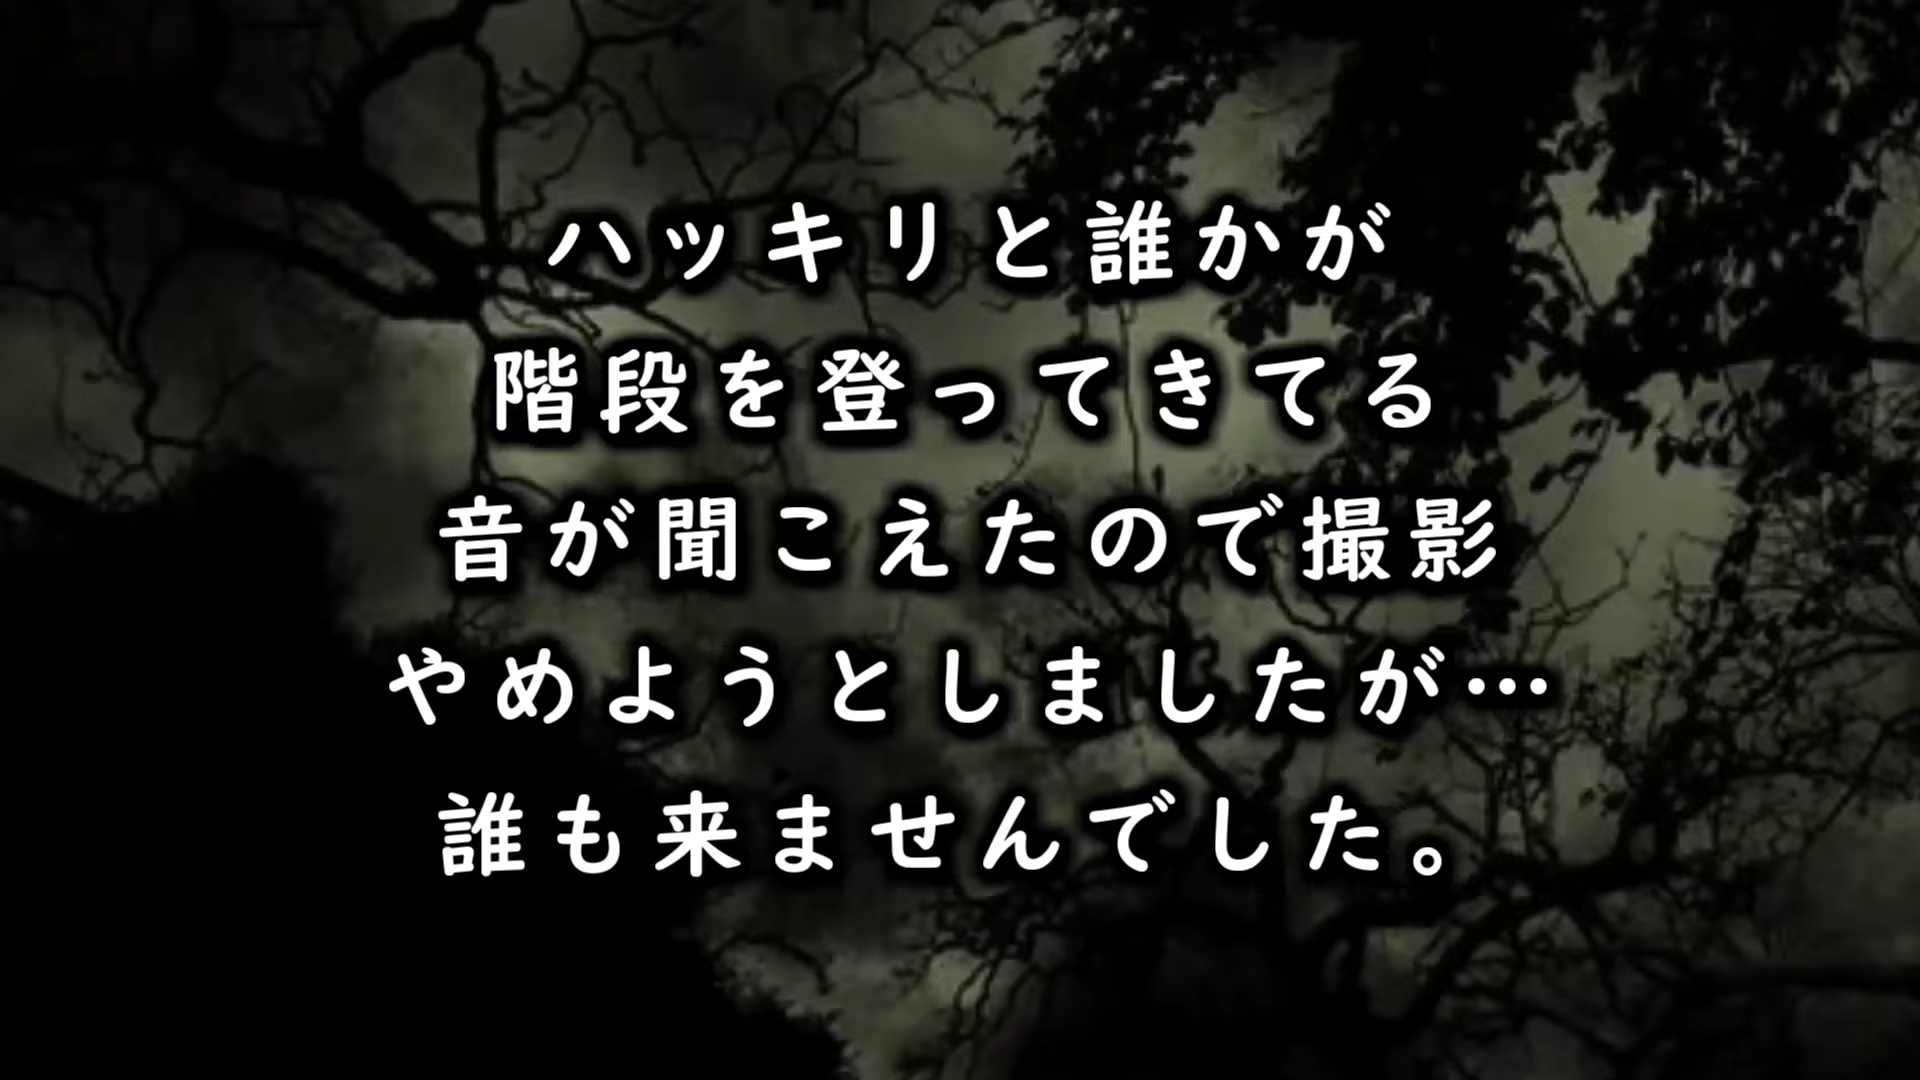 ハッキリと誰かが
階段を登ってきてる
音が聞こえたので撮影
やめようとしましたが…
誰も来ませんでした。